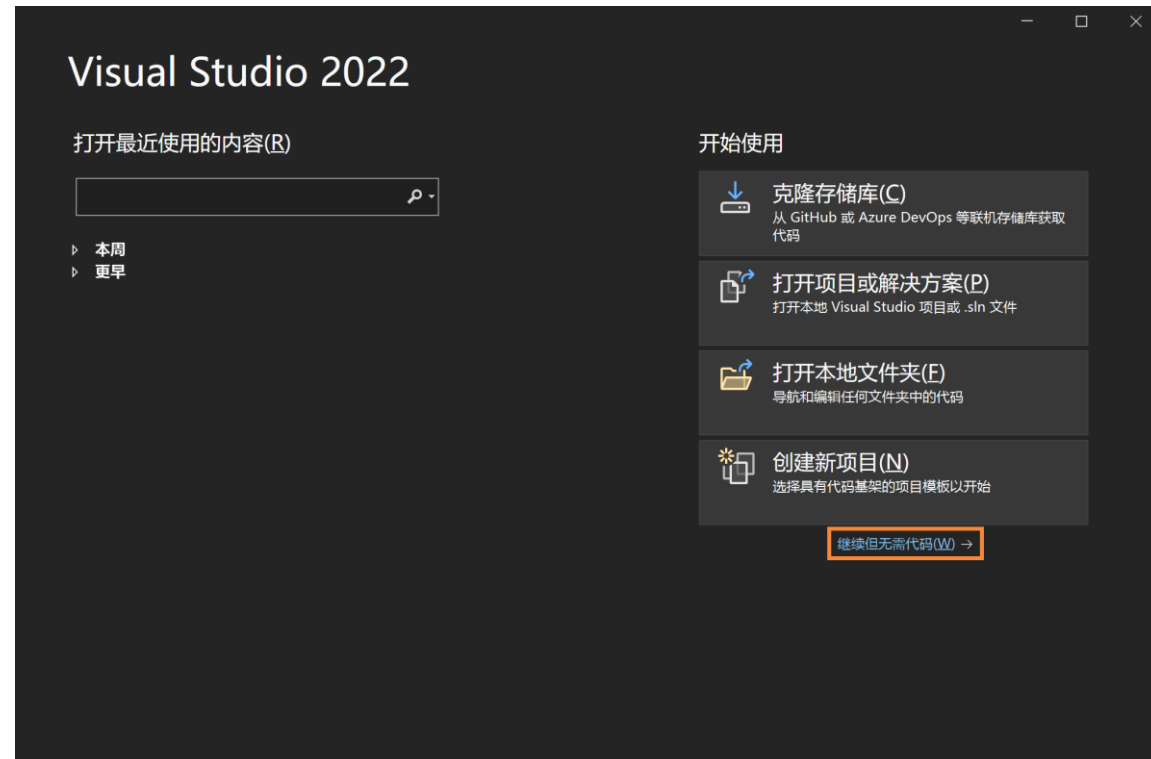 Visual Studio 2022
打开最近使用的内容(R)
本周
更早
开始使用
克隆存储库(C)
从 GitHub 或 Azure DevOps 等联机存储库获取
代码
打开项目或解决方案(P)
打开本地 Visual Studio 项目或 .sln 文件
打开本地文件夹(F)
导航和编辑任何文件夹中的代码
创建新项目(N)
选择具有代码基架的项目模板以开始
继续但无需代码(W) →